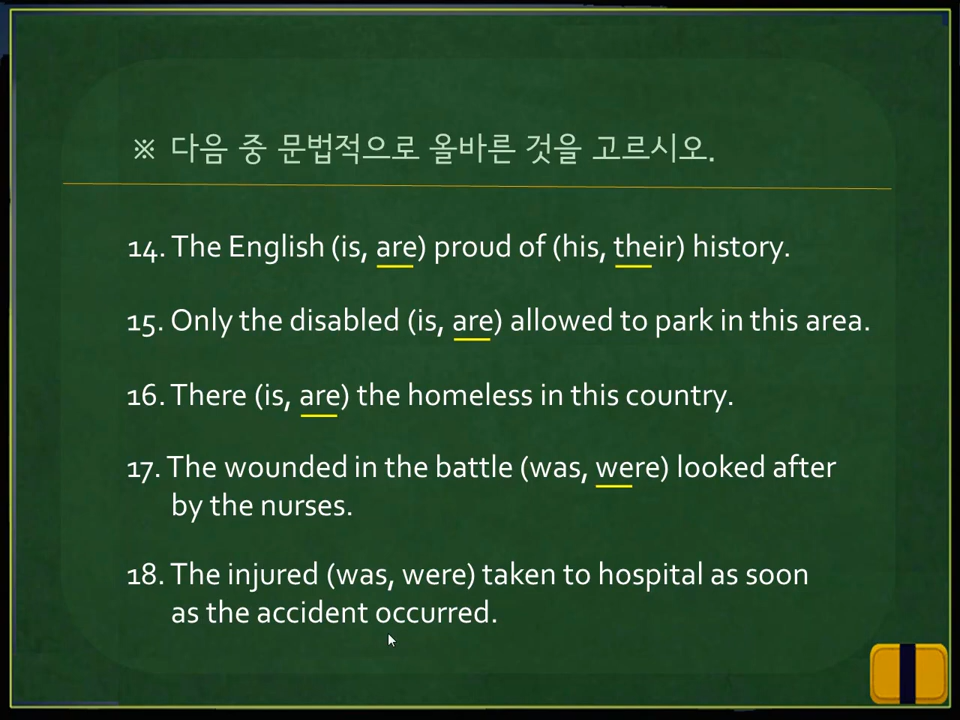 ※ 다음 중 문법적으로 올바른 것을 고르시오.
14. The English (is, are) proud of (his, their) history.
15. Only the disabled (is, are) allowed to park in this area.
16. There (is, are) the homeless in this country.
17. The wounded in the battle (was, were) looked after
by the nurses.
18. The injured (was, were) taken to hospital as soon
as the accident occurred.